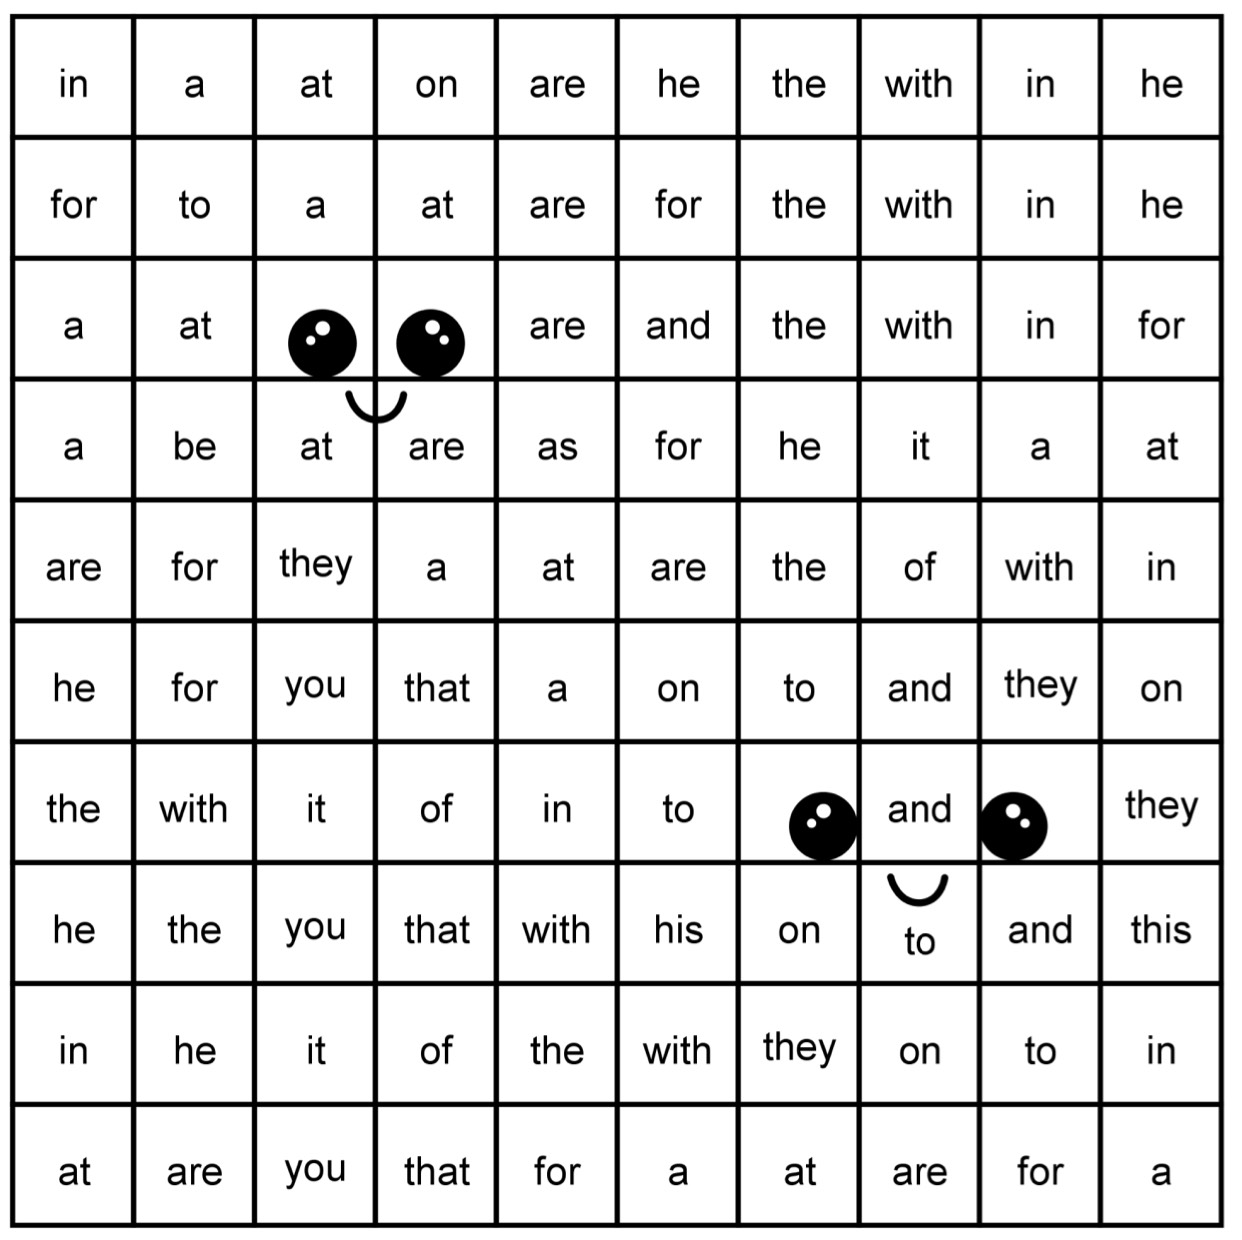 in a at on are he the with in he
for to a at are for the with in he
a at are and the with in for
a be at are as for he it a at
are for they a at are the of with in
he for you that a on to and they on
the with it of in to and they
he the you that with his on to and this
in he it of the with they on to in
at are you that for a at are for a